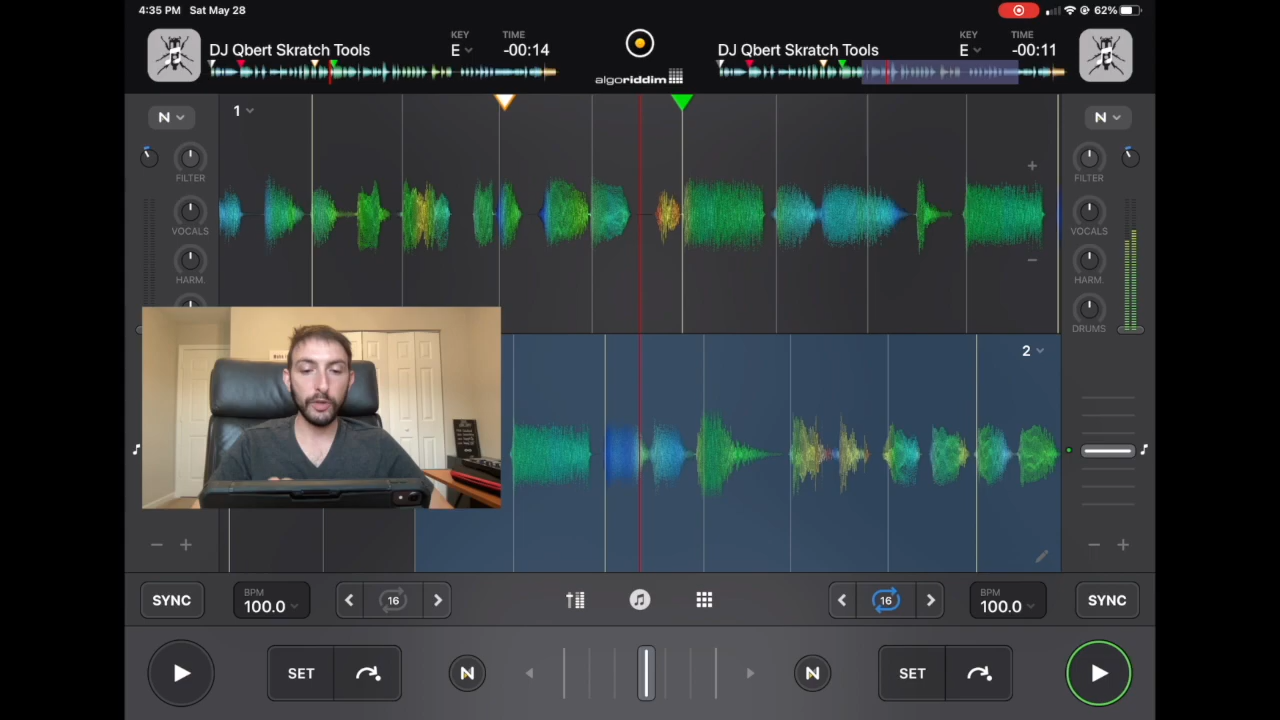 4:35 PM Sat May 28
62%
DJ Qbert Skratch Tools
KEY
E
TIME
-00:14
algoriddim
DJ Qbert Skratch Tools
KEY
E
TIME
-00:11
1
N
FILTER
VOCALS
HARM.
N
FILTER
VOCALS
HARM.
DRUMS
2
SYNC
BPM
100.0
16
16
BPM
100.0
SYNC
SET
N
N
SET